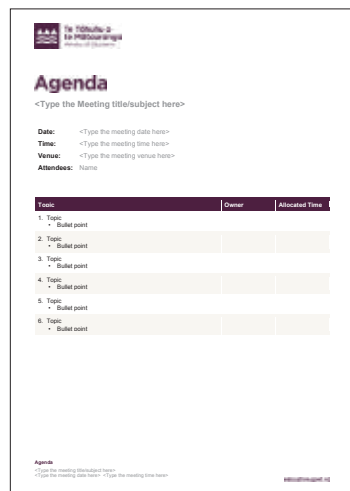 Te Tāhuhu o
te Mātauranga
Ministry of Education
Agenda
<Type the Meeting title/subject here>
Date: <Type the meeting date here>
Time: <Type the meeting time here>
Venue: <Type the meeting venue here>
Attendees: Name
Topic Owner Allocated Time
1. Topic
• Bullet point
2. Topic
• Bullet point
3. Topic
• Bullet point
4. Topic
• Bullet point
5. Topic
• Bullet point
6. Topic
• Bullet point
Agenda
<Type the meeting title/subject here>
<Type the meeting date here> <Type the meeting time here>
education.govt.nz